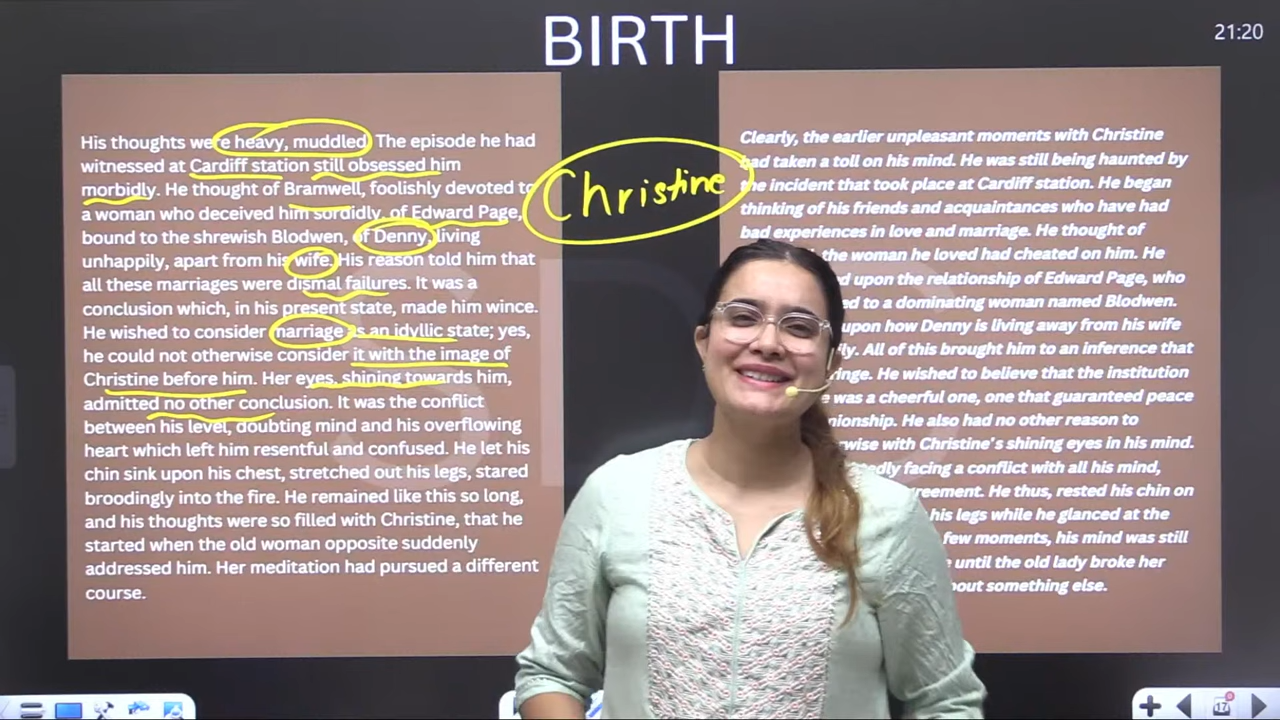 BIRTH
21:20
His thoughts were heavy, muddled. The episode he had
witnessed at Cardiff station still obsessed him
morbidly. He thought of Bramwell, foolishly devoted to
a woman who deceived him sordidly, of Edward Page,
bound to the shrewish Blodwen, of Denny, living
unhappily, apart from his wife. His reason told him that
all these marriages were dismal failures. It was a
conclusion which, in his present state, made him wince.
He wished to consider marriage as an idyllic state; yes,
he could not otherwise consider it with the image of
Christine before him. Her eyes, shining towards him,
admitted no other conclusion. It was the conflict
between his level, doubting mind and his overflowing
heart which left him resentful and confused. He let his
chin sink upon his chest, stretched out his legs, stared
broodingly into the fire. He remained like this so long,
and his thoughts were so filled with Christine, that he
started when the old woman opposite suddenly
addressed him. Her meditation had pursued a different
course.
Christine
Clearly, the earlier unpleasant moments with Christine
had taken a toll on his mind. He was still being haunted by
the incident that took place at Cardiff station. He began
thinking of his friends and acquaintances who have had
bad experiences in love and marriage. He thought of
the woman he loved had cheated on him. He
upon the relationship of Edward Page, who
to a dominating woman named Blodwen.
upon how Denny is living away from his wife
All of this brought him to an inference that
He wished to believe that the institution
was a cheerful one, one that guaranteed peace
He also had no other reason to
with Christine's shining eyes in his mind.
facing a conflict with all his mind,
He thus, rested his chin on
his legs while he glanced at the
few moments, his mind was still
until the old lady broke her
something else.
17